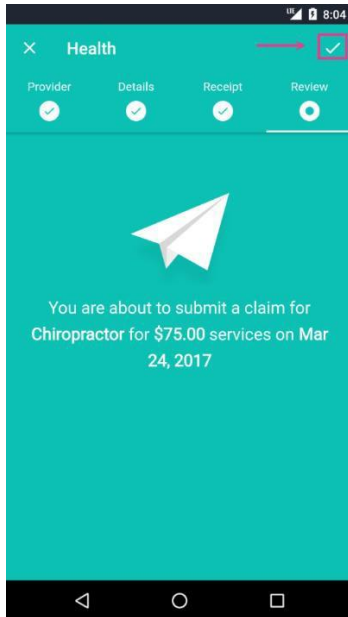 LTE 8:04
Health
Provider Details Receipt Review
You are about to submit a claim for
Chiropractor for $75.00 services on Mar
24, 2017